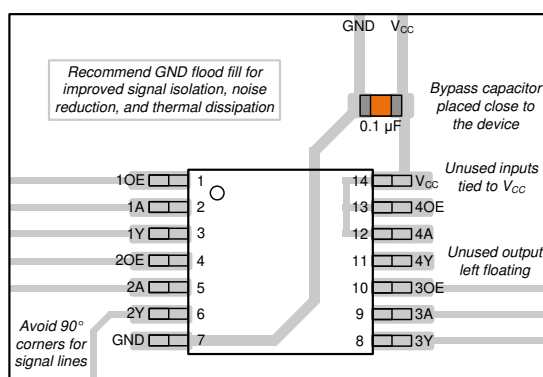 GND VCC
Recommend GND flood fill for
improved signal isolation, noise
reduction, and thermal dissipation
0.1 µF
Bypass capacitor
placed close to
the device
Unused inputs
tied to VCC
1OE 1 14 VCC
1A 2 13 4OE
1Y 3 12 4A
2OE 4 11 4Y
Unused output
left floating
2A 5 10 3OE
2Y 6 9 3A
GND 7 8 3Y
Avoid 90°
corners for
signal lines